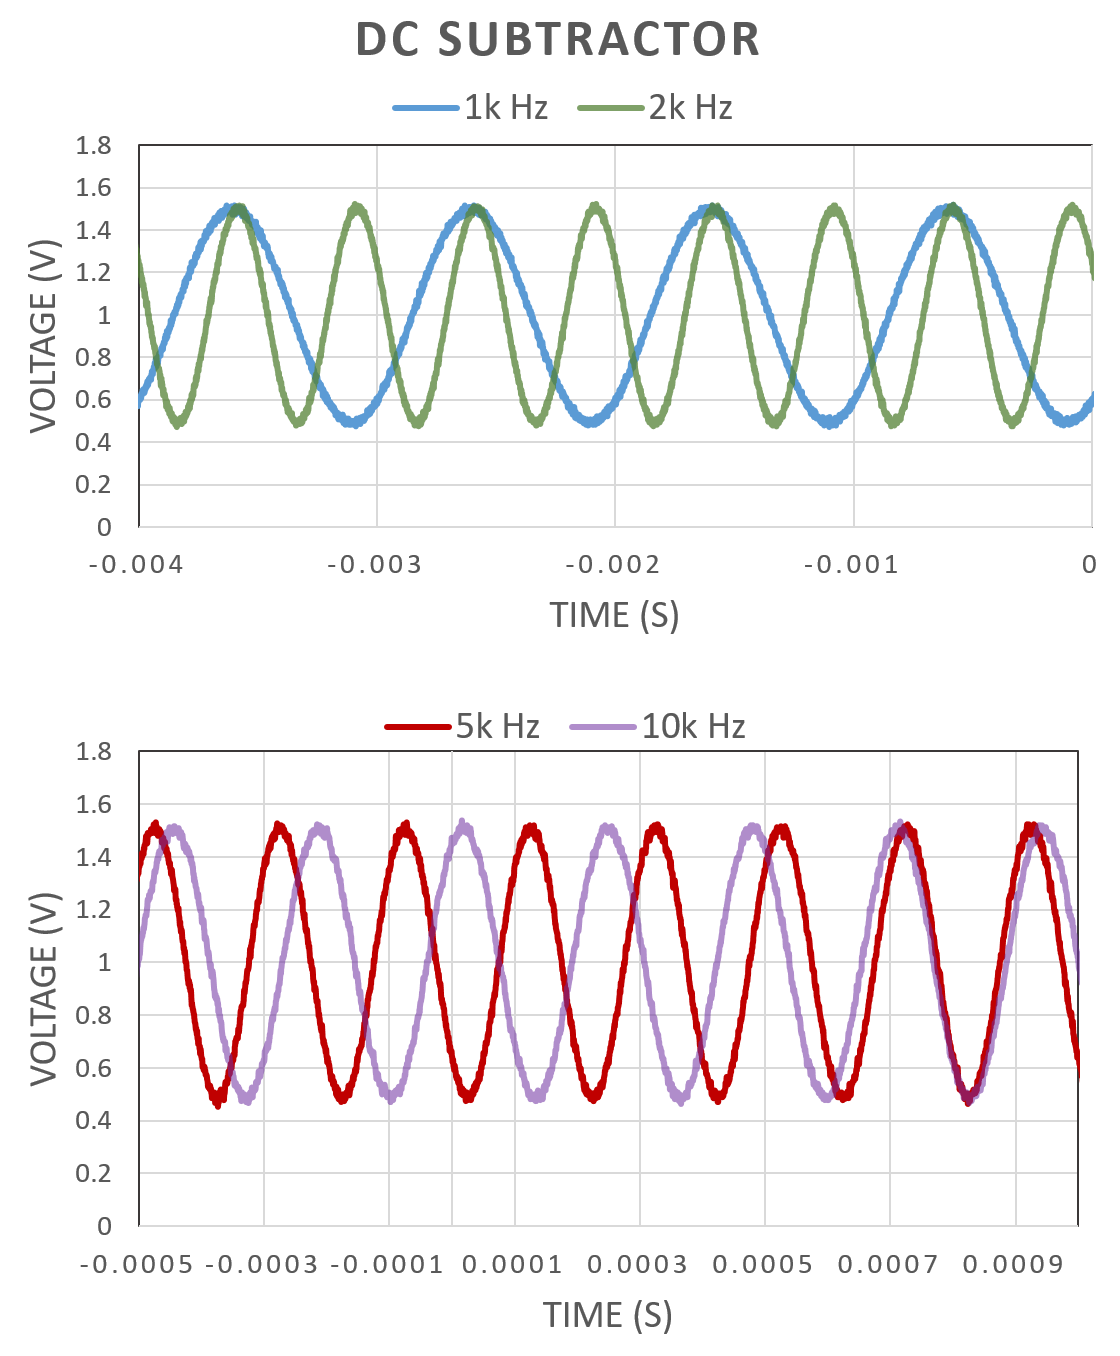 DC SUBTRACTOR
1k Hz 2k Hz
1.8
1.6
1.4
1.2
1
0.8
0.6
0.4
0.2
0
VOLTAGE (V)
-0.004 -0.003 -0.002 -0.001 0
TIME (S)
5k Hz 10k Hz
1.8
1.6
1.4
1.2
1
0.8
0.6
0.4
0.2
0
VOLTAGE (V)
-0.0005 -0.0003 -0.0001 0.0001 0.0003 0.0005 0.0007 0.0009
TIME (S)